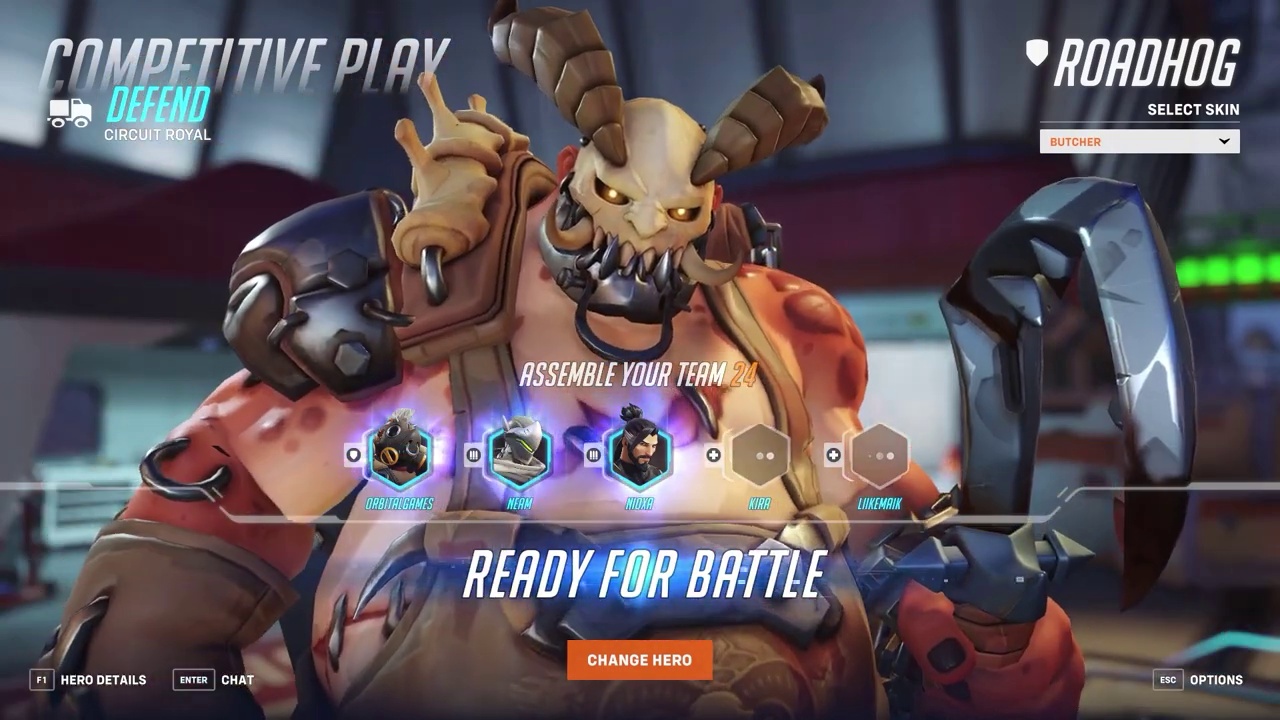 COMPETITIVE PLAY
DEFEND
CIRCUIT ROYAL
ROADHOG
SELECT SKIN
BUTCHER
ASSEMBLE YOUR TEAM 24
ORBITALGAMES
NEAM
NIOXA
KIRA
LIIKEMAIK
READY FOR BATTLE
CHANGE HERO
F1 HERO DETAILS
ENTER CHAT
ESC OPTIONS